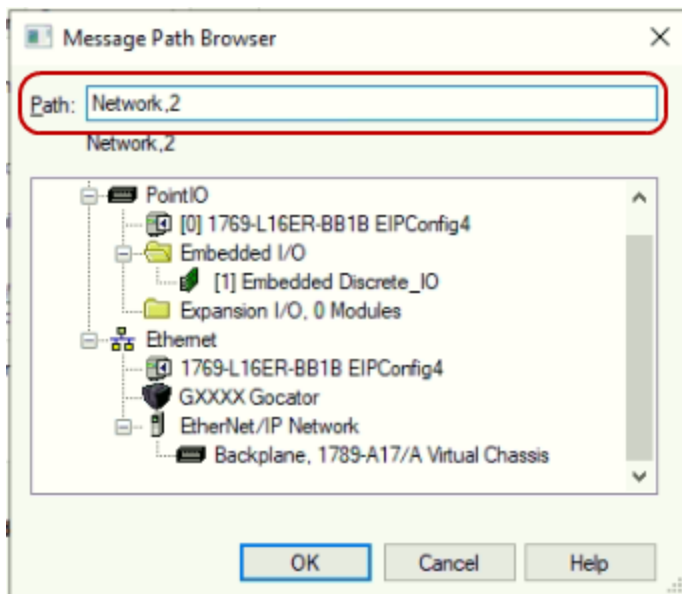 Message Path Browser
Path: Network,2
Network,2
PointIO
[0] 1769-L16ER-BB1B EIPConfig4
Embedded I/O
[1] Embedded Discrete_IO
Expansion I/O, 0 Modules
Ethernet
1769-L16ER-BB1B EIPConfig4
GXXXX Gocator
EtherNet/IP Network
Backplane, 1789-A17/A Virtual Chassis
OK Cancel Help